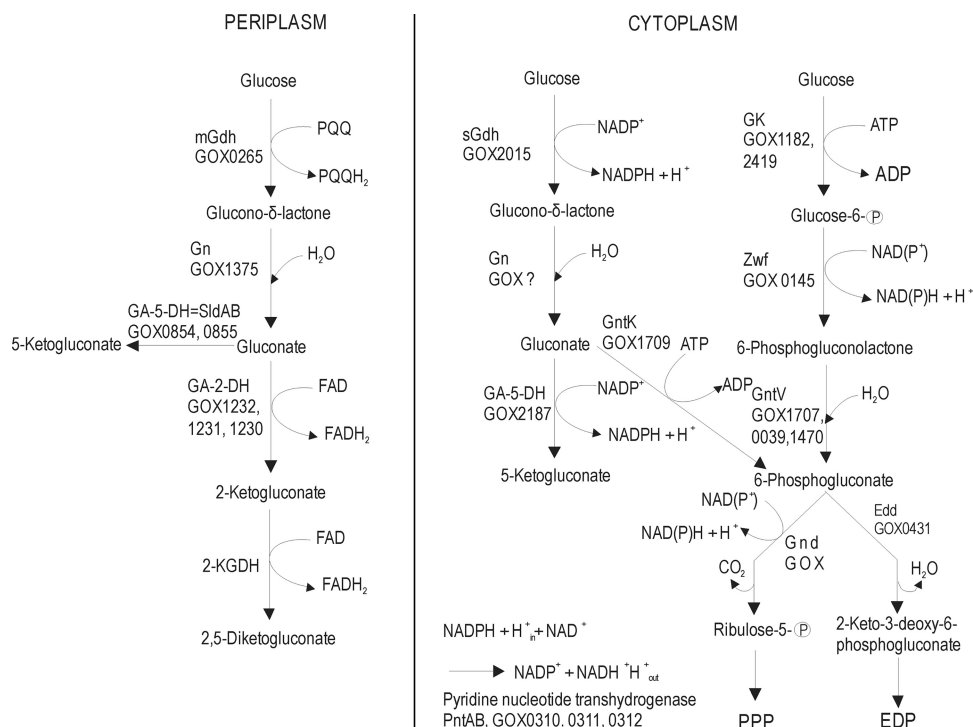 PERIPLASM
Glucose
mGdh
GOX0265
PQQ
PQQH2
Glucono-δ-lactone
Gn
GOX1375
H2O
GA-5-DH=SldAB
GOX0854, 0855
5-Ketogluconate
Gluconate
GA-2-DH
GOX1232,
1231, 1230
FAD
FADH2
2-Ketogluconate
2-KGDH
FAD
FADH2
2,5-Diketogluconate
CYTOPLASM
Glucose
sGdh
GOX2015
NADP+
NADPH + H+
Glucono-δ-lactone
Gn
GOX ?
H2O
Gluconate
GntK
GOX1709
ATP
ADP
GA-5-DH
GOX2187
NADP+
NADPH + H+
5-Ketogluconate
Glucose
GK
GOX1182,
2419
ATP
ADP
Glucose-6-P
Zwf
GOX 0145
NAD(P+)
NAD(P)H + H+
6-Phosphogluconolactone
GntV
GOX1707,
0039,1470
H2O
6-Phosphogluconate
NAD(P+)
NAD(P)H + H+
Gnd
GOX
CO2
Edd
GOX0431
H2O
Ribulose-5-P
2-Keto-3-deoxy-6-
phosphogluconate
PPP
EDP
NADPH + H+in + NAD+
NADP+ + NADH +H+out
Pyridine nucleotide transhydrogenase
PntAB, GOX0310, 0311, 0312